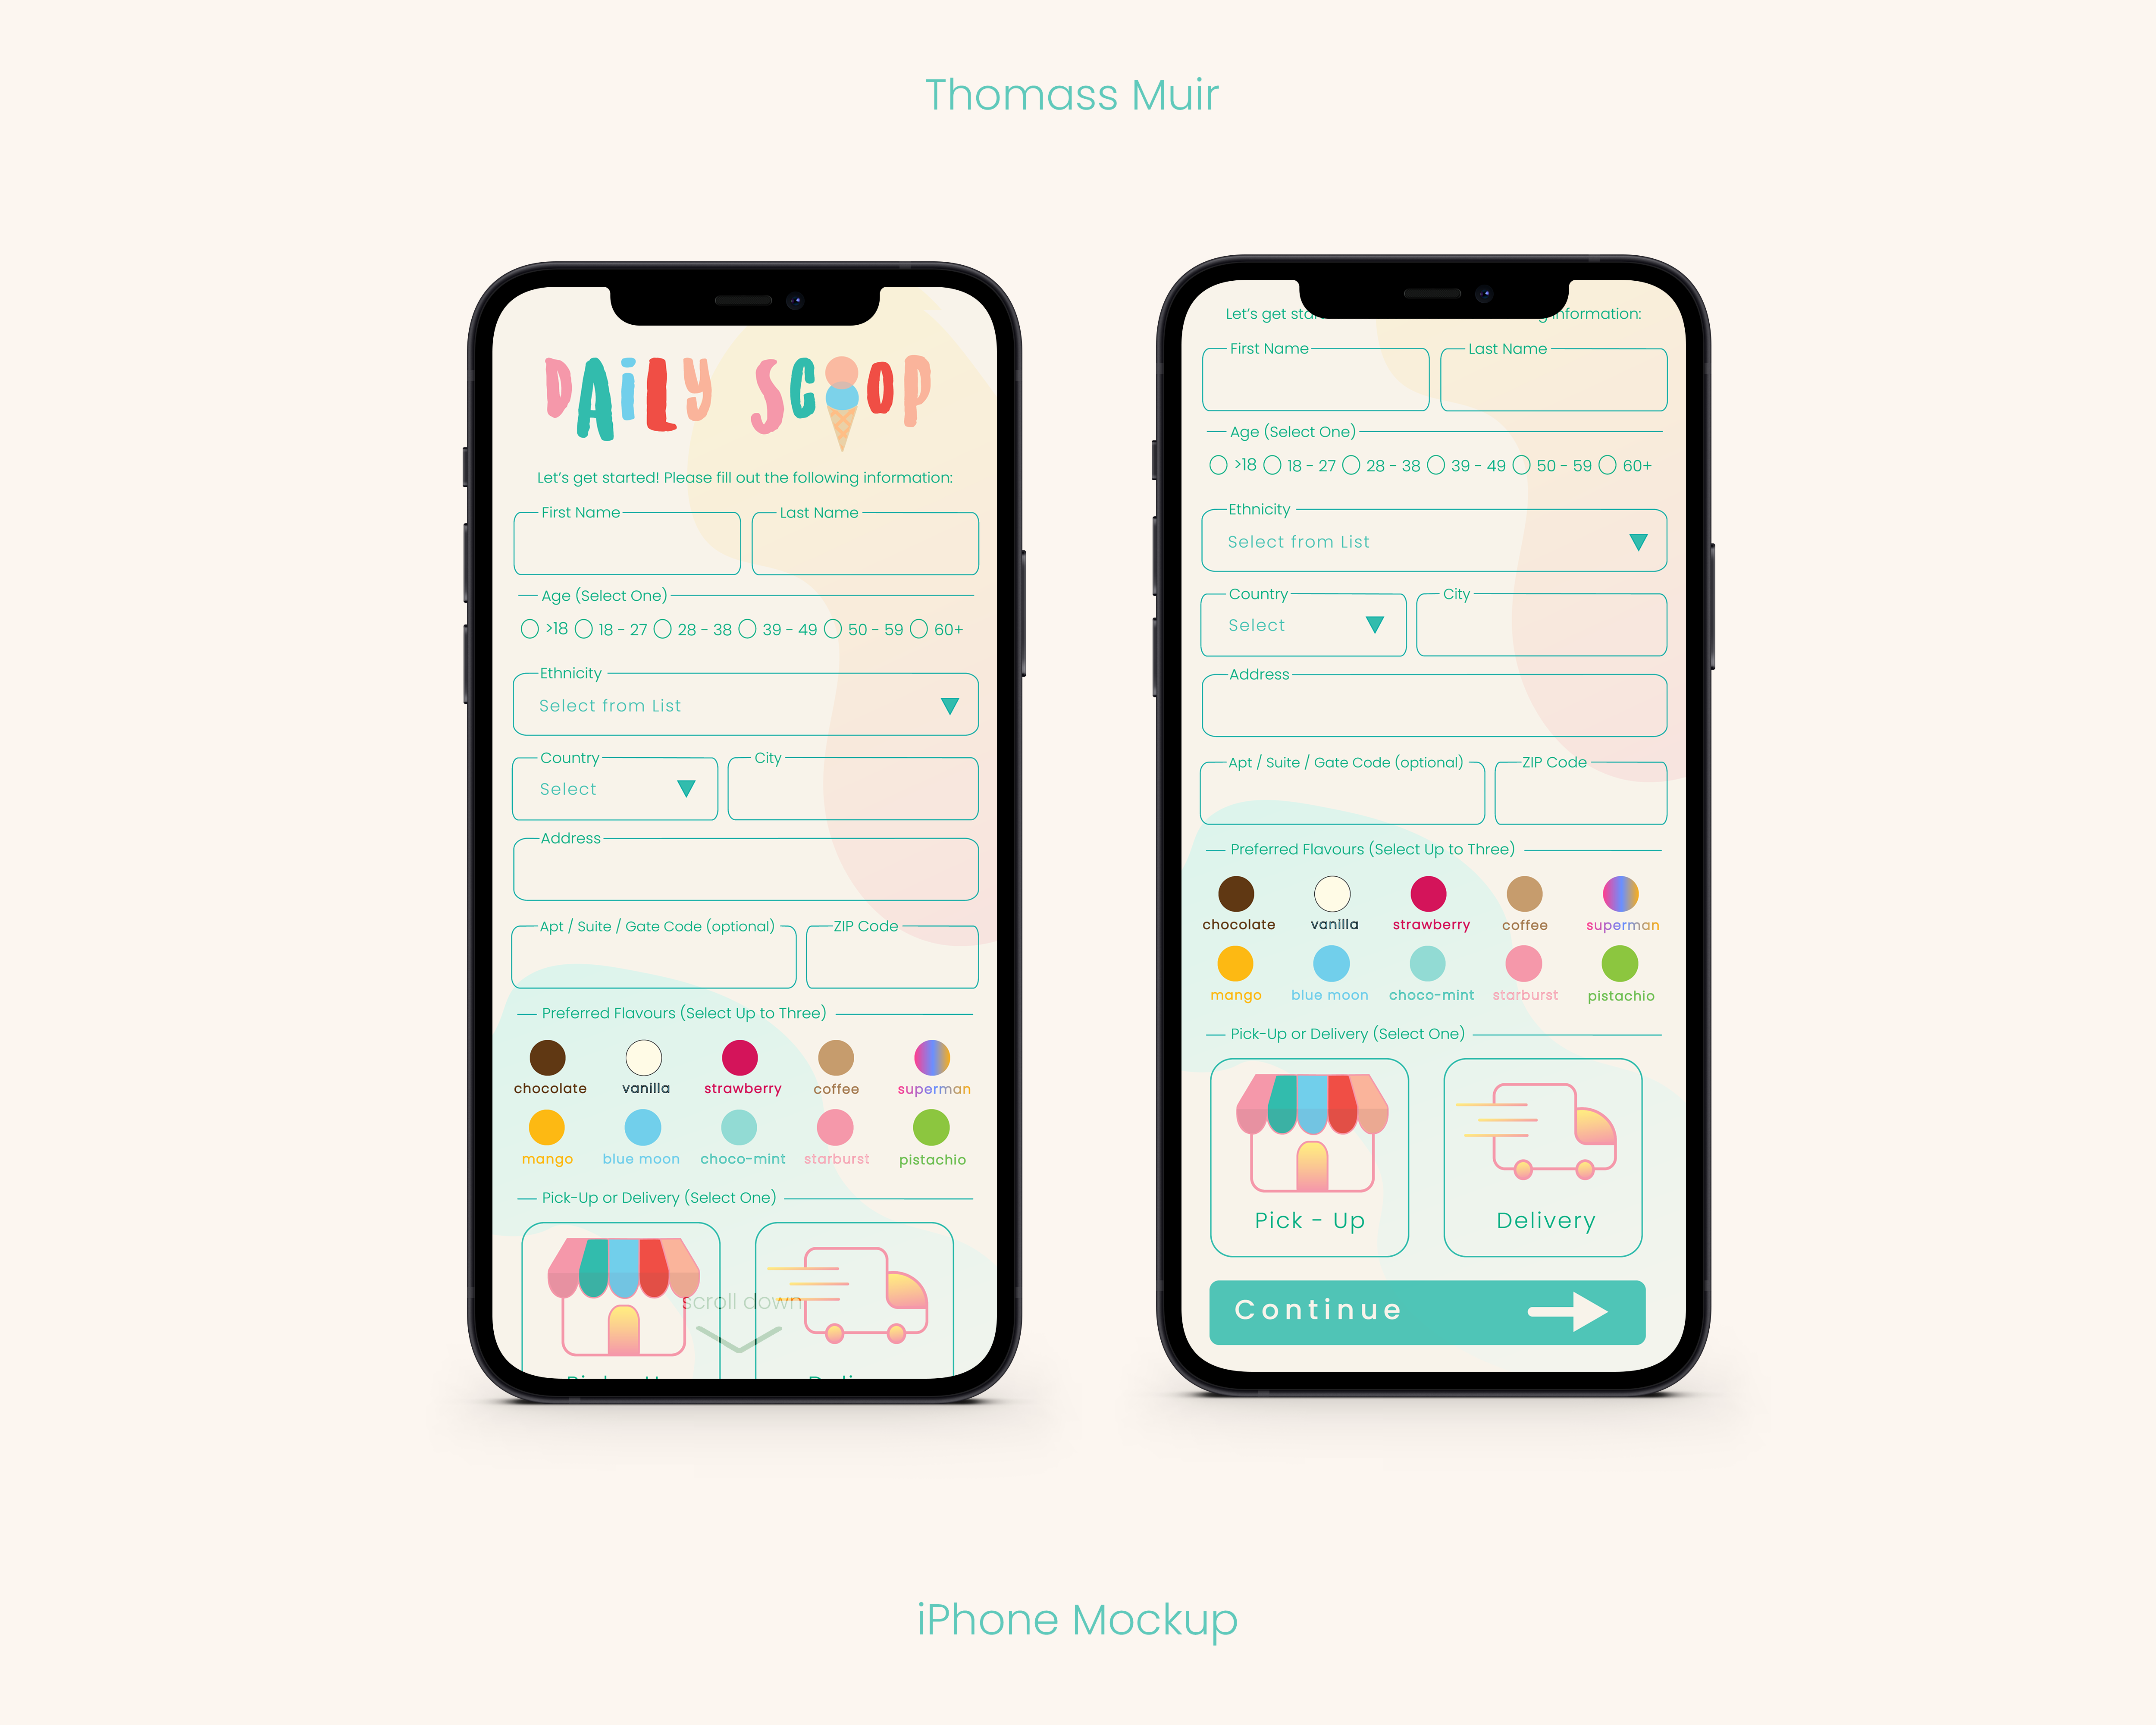 Thomass Muir
DAiLY SCOOP
Let's get started! Please fill out the following information:
First Name Last Name
Age (Select One)
>18 18 - 27 28 - 38 39 - 49 50 - 59 60+
Ethnicity
Select from List
Country City
Select
Address
Apt / Suite / Gate Code (optional) ZIP Code
Preferred Flavours (Select Up to Three)
chocolate vanilla strawberry coffee superman
mango blue moon choco-mint starburst pistachio
Pick-Up or Delivery (Select One)
scroll down
Let's get information:
First Name Last Name
Age (Select One)
>18 18 - 27 28 - 38 39 - 49 50 - 59 60+
Ethnicity
Select from List
Country City
Select
Address
Apt / Suite / Gate Code (optional) ZIP Code
Preferred Flavours (Select Up to Three)
chocolate vanilla strawberry coffee superman
mango blue moon choco-mint starburst pistachio
Pick-Up or Delivery (Select One)
Pick - Up Delivery
Continue
iPhone Mockup